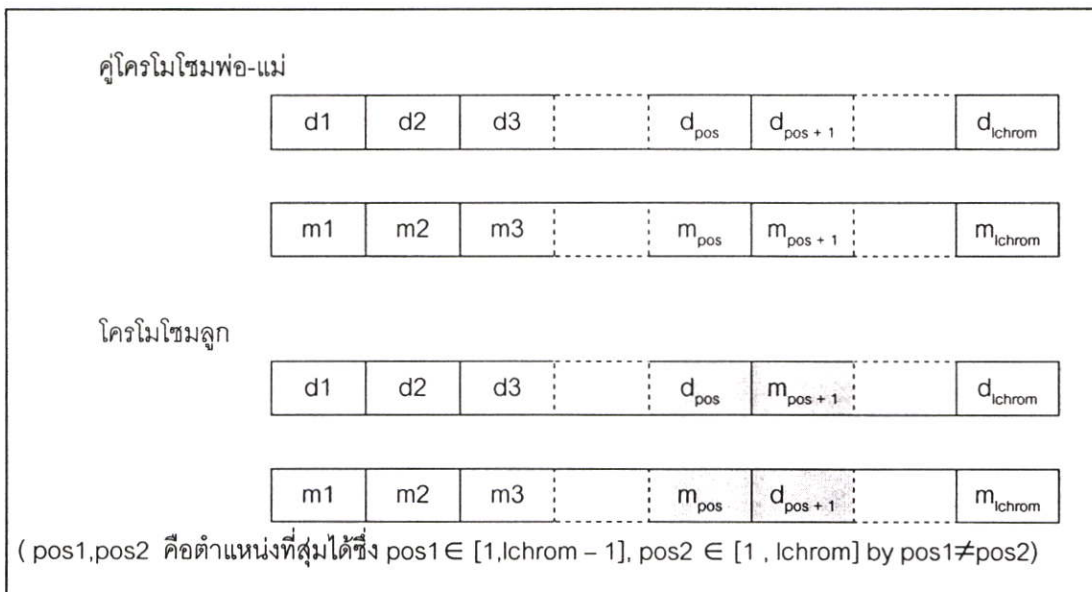 คู่โครโมโซมพ่อ-แม่
d1 d2 d3 dpos dpos + 1 dlchrom
m1 m2 m3 mpos mpos + 1 mlchrom
โครโมโซมลูก
d1 d2 d3 dpos mpos + 1 dlchrom
m1 m2 m3 mpos dpos + 1 mlchrom
( pos1,pos2 คือตำแหน่งที่สุ่มได้ซึ่ง pos1 ∈ [1,lchrom – 1], pos2 ∈ [1 , lchrom] by pos1≠pos2)